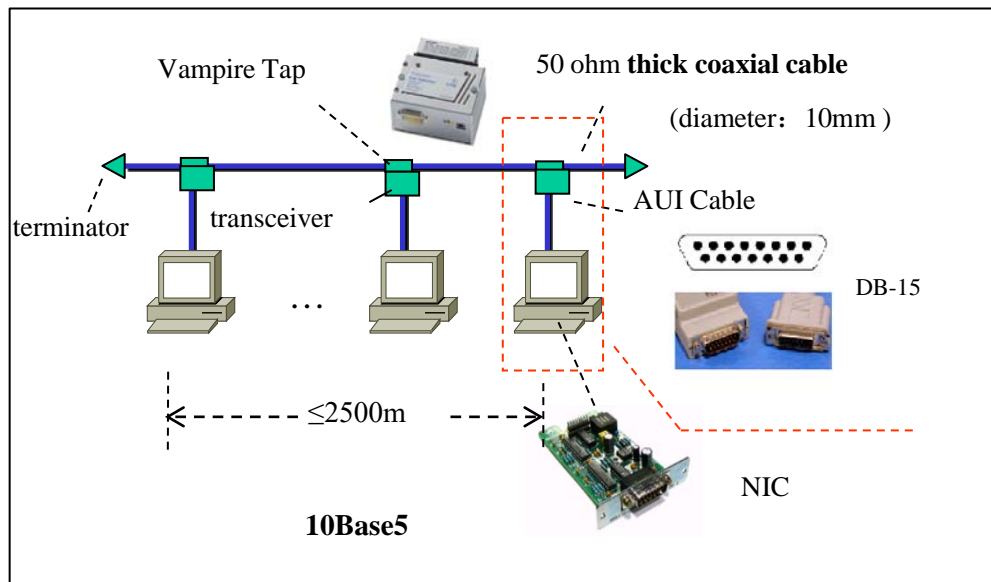 Vampire Tap
50 ohm thick coaxial cable
(diameter：10mm )
terminator
transceiver
AUI Cable
DB-15
…
≤2500m
NIC
10Base5